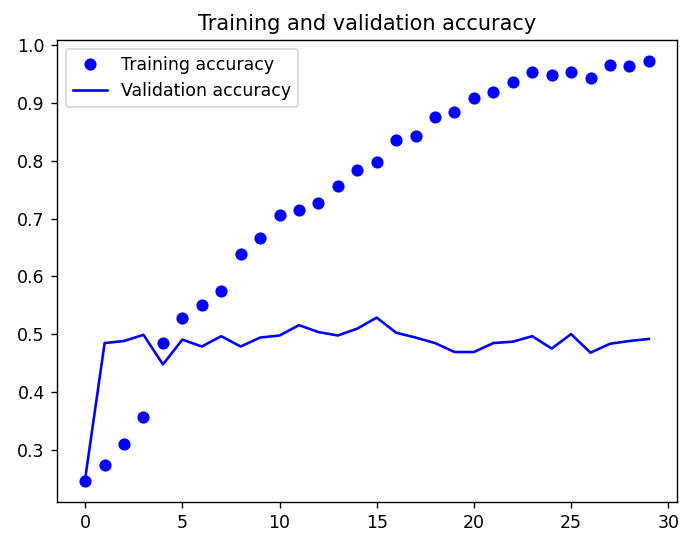 Training and validation accuracy
Training accuracy
Validation accuracy
1.0
0.9
0.8
0.7
0.6
0.5
0.4
0.3
0 5 10 15 20 25 30